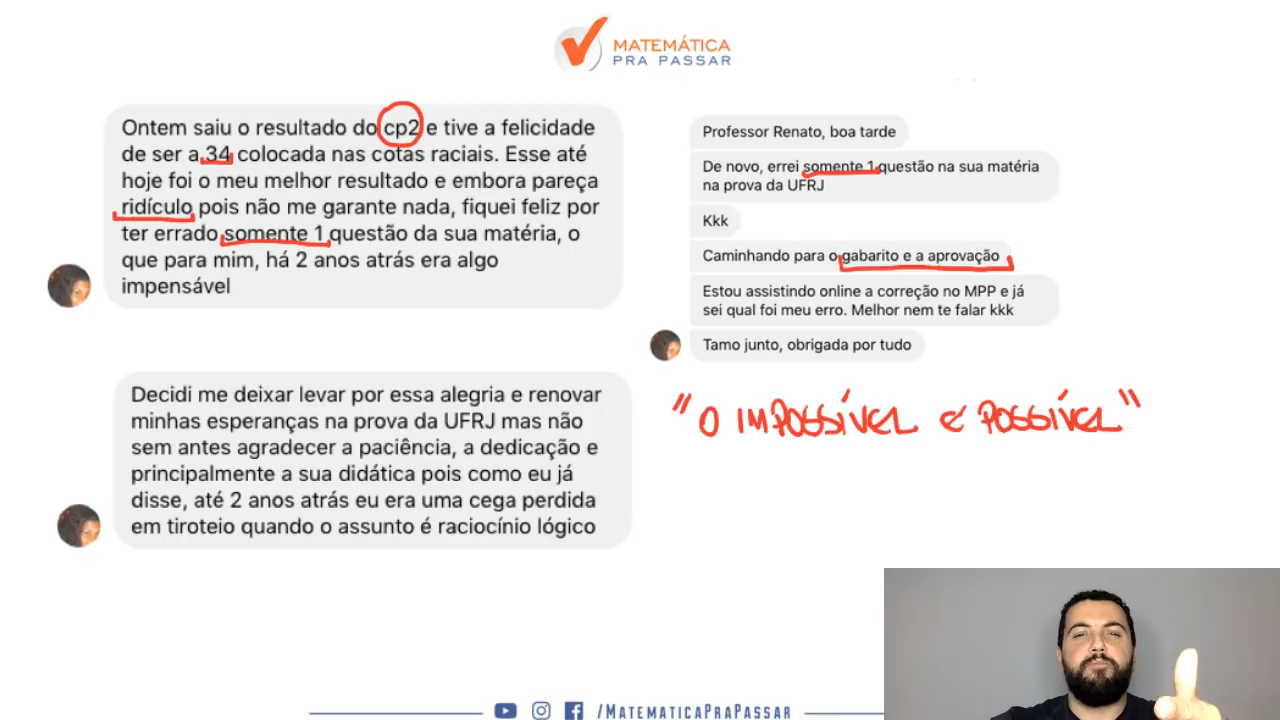 MATEMÁTICA
PRA PASSAR
Ontem saiu o resultado do cp2 e tive a felicidade
de ser a 34 colocada nas cotas raciais. Esse até
hoje foi o meu melhor resultado e embora pareça
ridículo pois não me garante nada, fiquei feliz por
ter errado somente 1 questão da sua matéria, o
que para mim, há 2 anos atrás era algo
impensável
Decidi me deixar levar por essa alegria e renovar
minhas esperanças na prova da UFRJ mas não
sem antes agradecer a paciência, a dedicação e
principalmente a sua didática pois como eu já
disse, até 2 anos atrás eu era uma cega perdida
em tiroteio quando o assunto é raciocínio lógico
Professor Renato, boa tarde
De novo, errei somente 1 questão na sua matéria
na prova da UFRJ
Kkk
Caminhando para o gabarito e a aprovação
Estou assistindo online a correção no MPP e já
sei qual foi meu erro. Melhor nem te falar kkk
Tamo junto, obrigada por tudo
"O IMPOSSÍVEL É POSSÍVEL"
/MATEMATICAPRAPASSAR